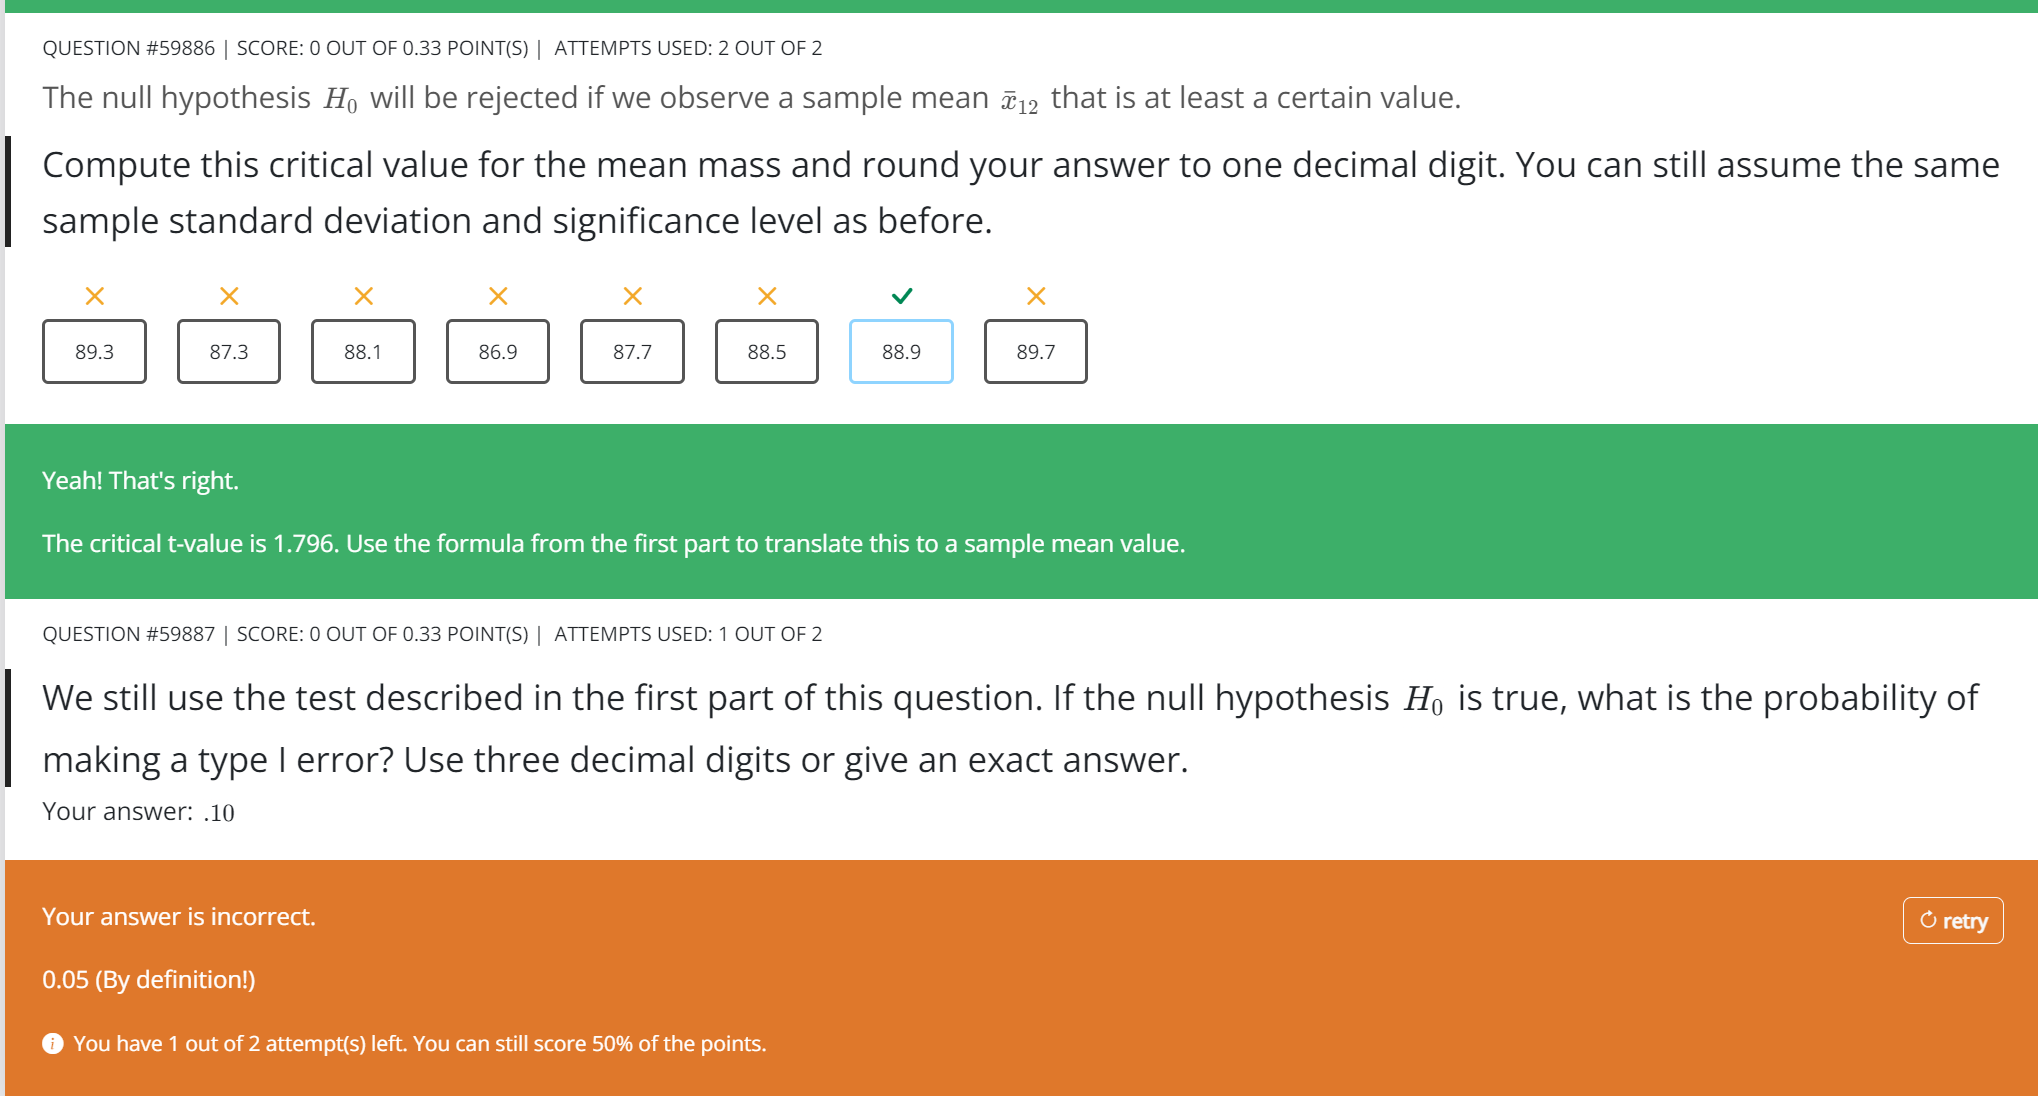 QUESTION #59886 | SCORE: 0 OUT OF 0.33 POINT(S) | ATTEMPTS USED: 2 OUT OF 2
The null hypothesis H₀ will be rejected if we observe a sample mean x̄₁₂ that is at least a certain value.
Compute this critical value for the mean mass and round your answer to one decimal digit. You can still assume the same
sample standard deviation and significance level as before.
89.3 87.3 88.1 86.9 87.7 88.5 88.9 89.7
Yeah! That's right.
The critical t-value is 1.796. Use the formula from the first part to translate this to a sample mean value.
QUESTION #59887 | SCORE: 0 OUT OF 0.33 POINT(S) | ATTEMPTS USED: 1 OUT OF 2
We still use the test described in the first part of this question. If the null hypothesis H₀ is true, what is the probability of
making a type I error? Use three decimal digits or give an exact answer.
Your answer: .10
Your answer is incorrect.
retry
0.05 (By definition!)
You have 1 out of 2 attempt(s) left. You can still score 50% of the points.